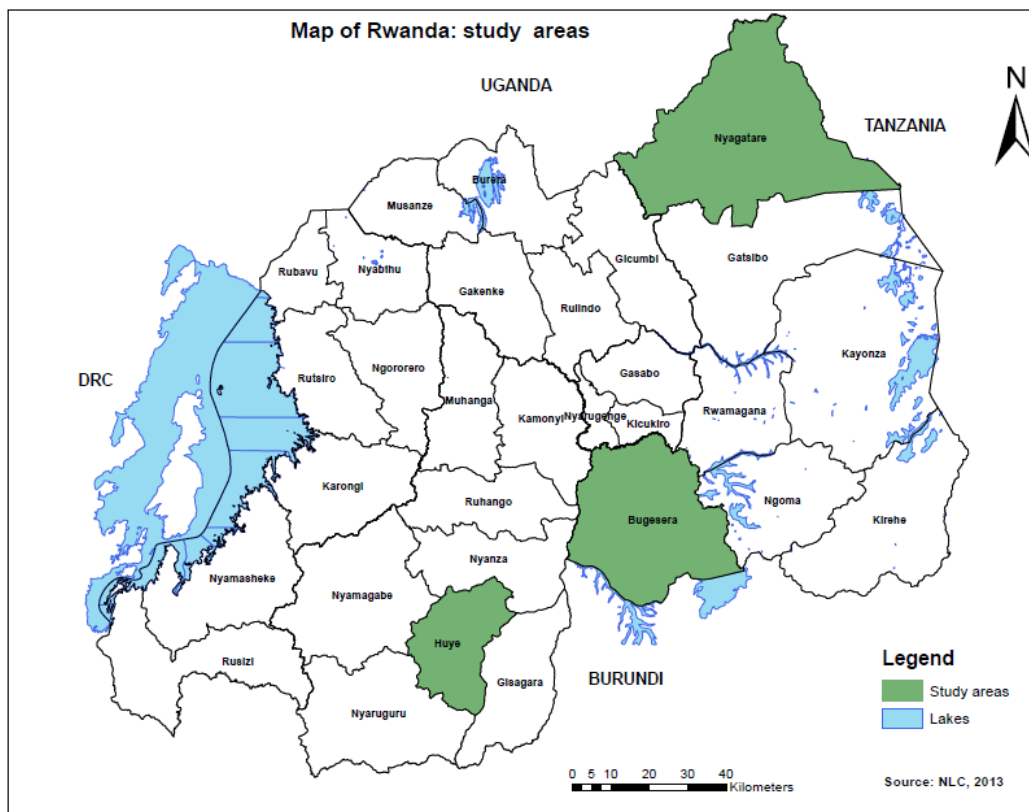 Map of Rwanda: study areas
UGANDA
N
TANZANIA
Nyagatare
Burera
Musanze
Gicumbi
Gatsibo
Rubavu
Nyabihu
Gakenke
Rulindo
Kayonza
DRC
Rutsiro
Ngororero
Gasabo
Muhanga
Kamonyi
Nyarugenge
Kicukiro
Rwamagana
Karongi
Ruhango
Bugesera
Ngoma
Kirehe
Nyanza
Nyamasheke
Nyamagabe
Huye
Rusizi
Gisagara
BURUNDI
Nyaruguru
Legend
Study areas
Lakes
0 5 10 20 30 40
Kilometers
Source: NLC, 2013